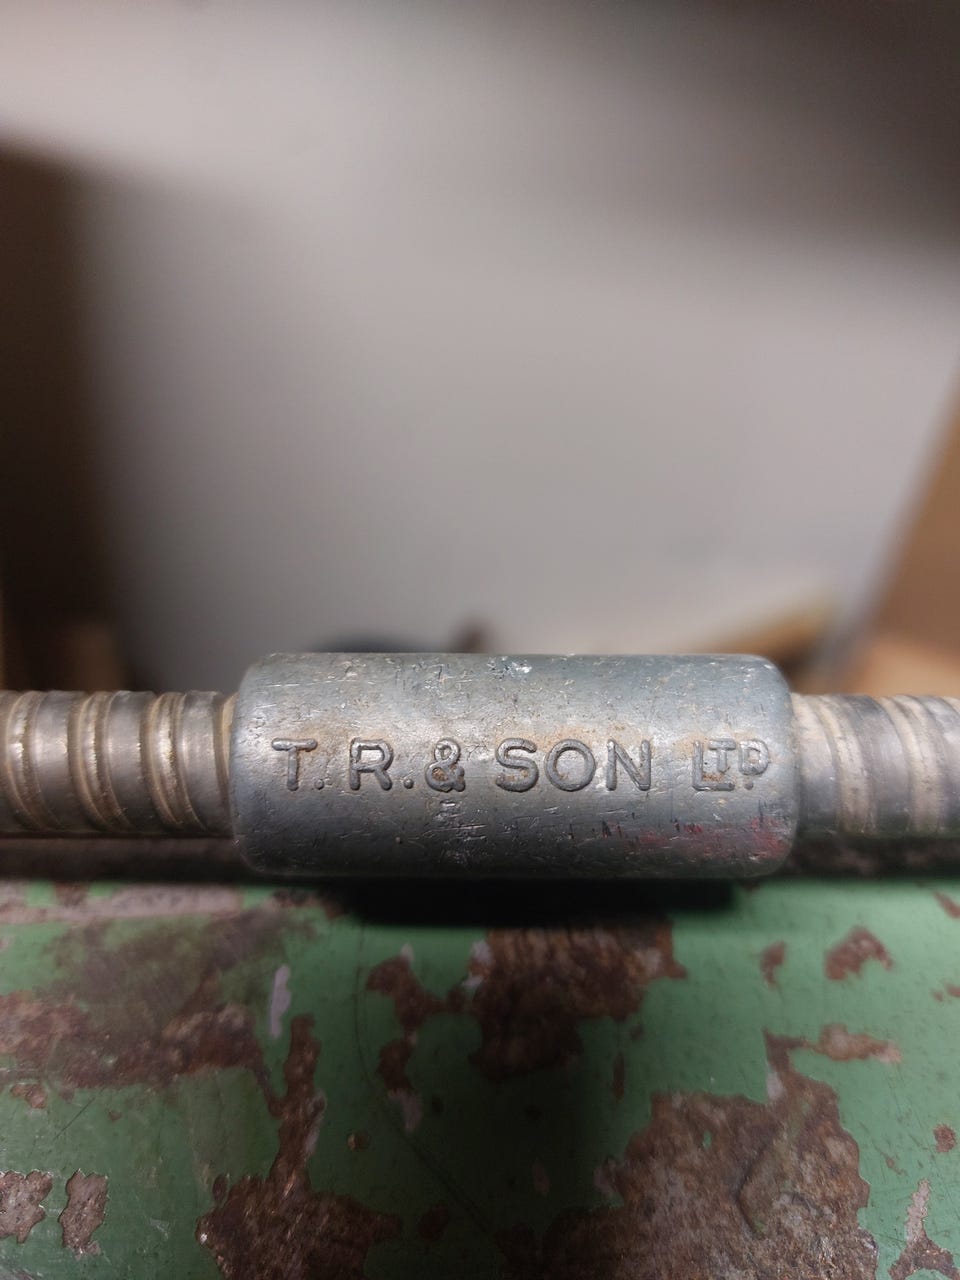 T. R. & SON LTD.